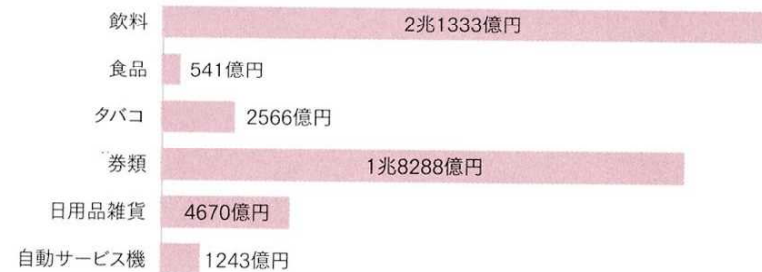 飲料 2兆1333億円
食品 541億円
タバコ 2566億円
券類 1兆8288億円
日用品雑貨 4670億円
自動サービス機 1243億円